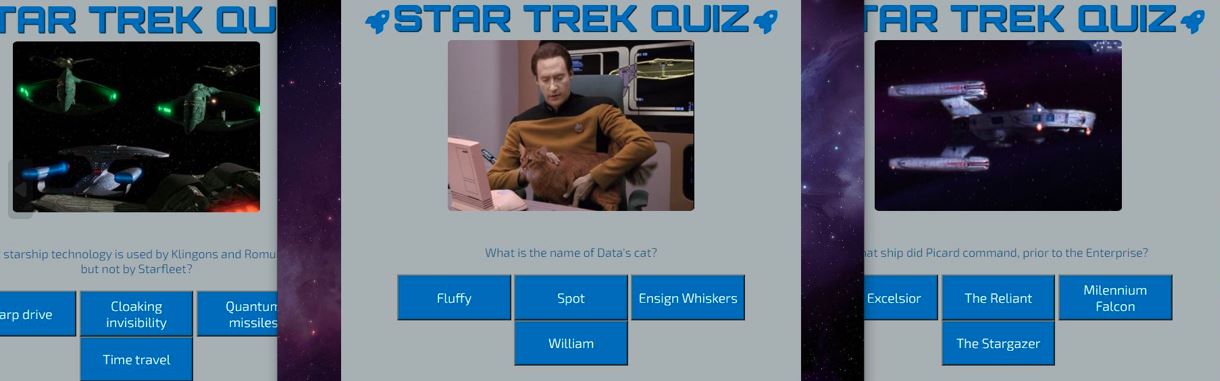 TAR TREK QU
starship technology is used by Klingons and Romu
but not by Starfleet?
arp drive
Cloaking
invisibility
Quantum
missiles
Time travel
STAR TREK QUIZ
What is the name of Data's cat?
Fluffy
Spot
Ensign Whiskers
William
TAR TREK QUIZ
at ship did Picard command, prior to the Enterprise?
Excelsior
The Reliant
Milennium
Falcon
The Stargazer